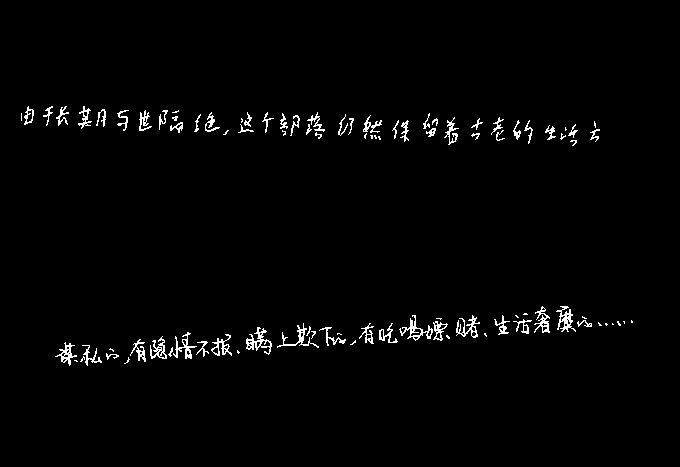 由于长期与世隔绝,这个部落仍然保留着古老的生活方
谋私的,有隐情不报、瞒上欺下的,有吃喝嫖赌、生活奢靡的……